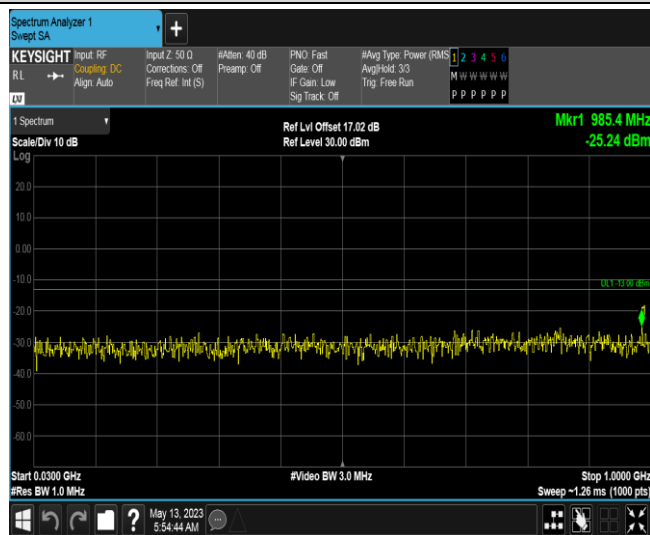 Spectrum Analyzer 1
Swept SA
KEYSIGHT
RL
LXI
Input: RF
Coupling: DC
Align: Auto
Input Z: 50 Ω
Corrections: Off
Freq Ref: Int (S)
#Atten: 40 dB
Preamp: Off
PNO: Fast
Gate: Off
IF Gain: Low
Sig Track: Off
#Avg Type: Power (RMS
Avg|Hold: 3/3
Trig: Free Run
1 2 3 4 5 6
M W W W W W
P P P P P P
1 Spectrum
Scale/Div 10 dB
Log
Ref Lvl Offset 17.02 dB
Ref Level 30.00 dBm
Mkr1 985.4 MHz
-25.24 dBm
20.0
10.0
0.00
-10.0
DL1 -13.00 dBm
-20.0
-30.0
-40.0
-50.0
-60.0
Start 0.0300 GHz
#Res BW 1.0 MHz
#Video BW 3.0 MHz
Stop 1.0000 GHz
Sweep ~1.26 ms (1000 pts)
?
May 13, 2023
5:54:44 AM